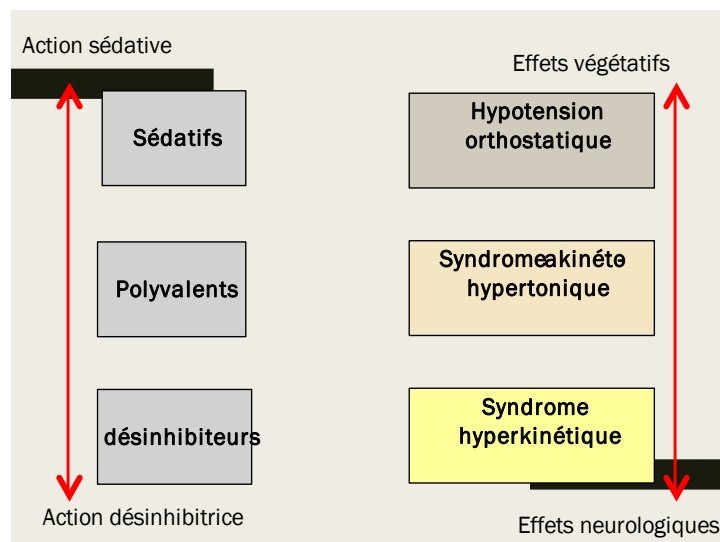 Action sédative
Effets végétatifs
Sédatifs
Hypotension
orthostatique
Polyvalents
Syndromeakinéto-
hypertonique
désinhibiteurs
Syndrome
hyperkinétique
Action désinhibitrice
Effets neurologiques